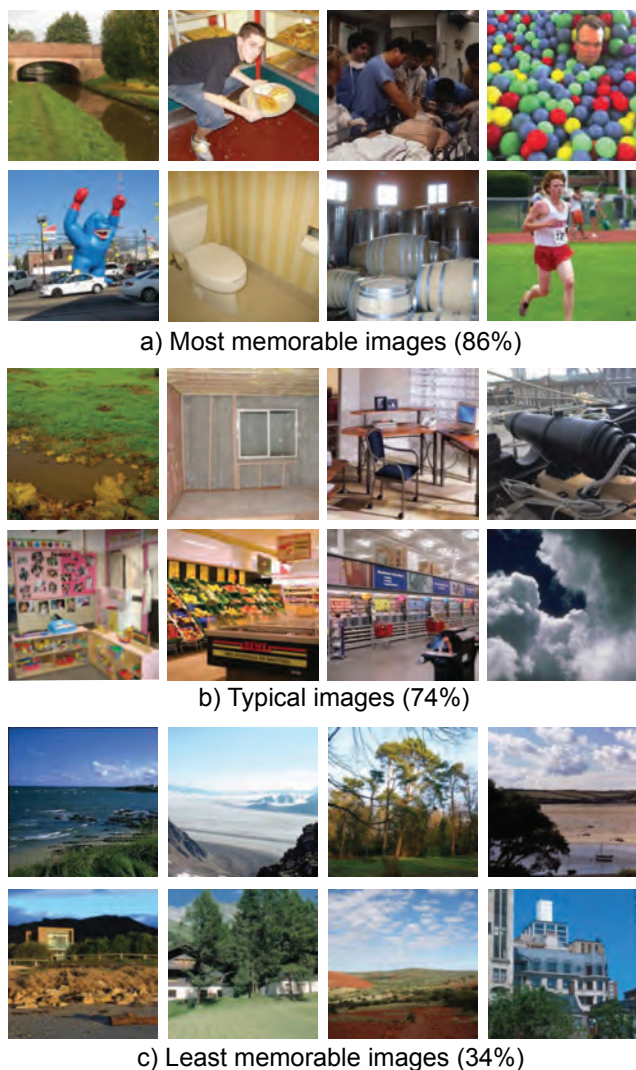 a) Most memorable images (86%)
b) Typical images (74%)
c) Least memorable images (34%)